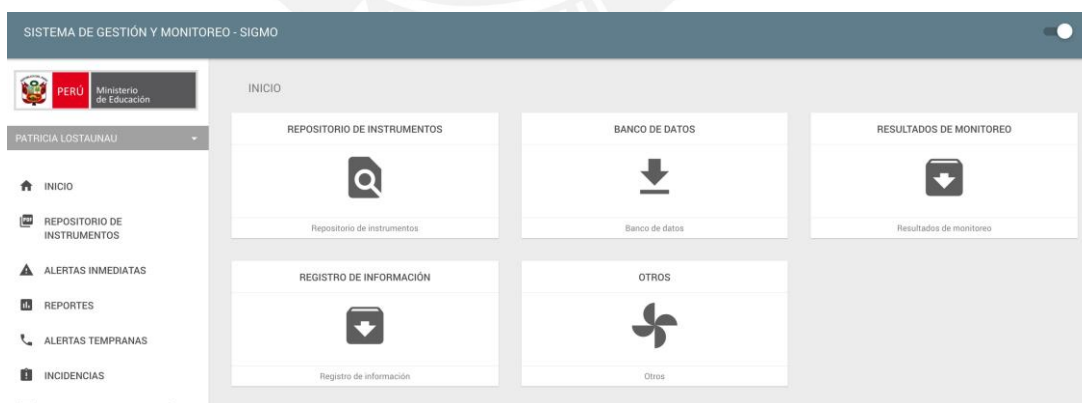 SISTEMA DE GESTIÓN Y MONITOREO - SIGMO
PERÚ
Ministerio
de Educación
PATRICIA LOSTAUNAU
INICIO
REPOSITORIO DE
INSTRUMENTOS
ALERTAS INMEDIATAS
REPORTES
ALERTAS TEMPRANAS
INCIDENCIAS
INICIO
REPOSITORIO DE INSTRUMENTOS
Repositorio de instrumentos
BANCO DE DATOS
Banco de datos
RESULTADOS DE MONITOREO
Resultados de monitoreo
REGISTRO DE INFORMACIÓN
Registro de información
OTROS
Otros